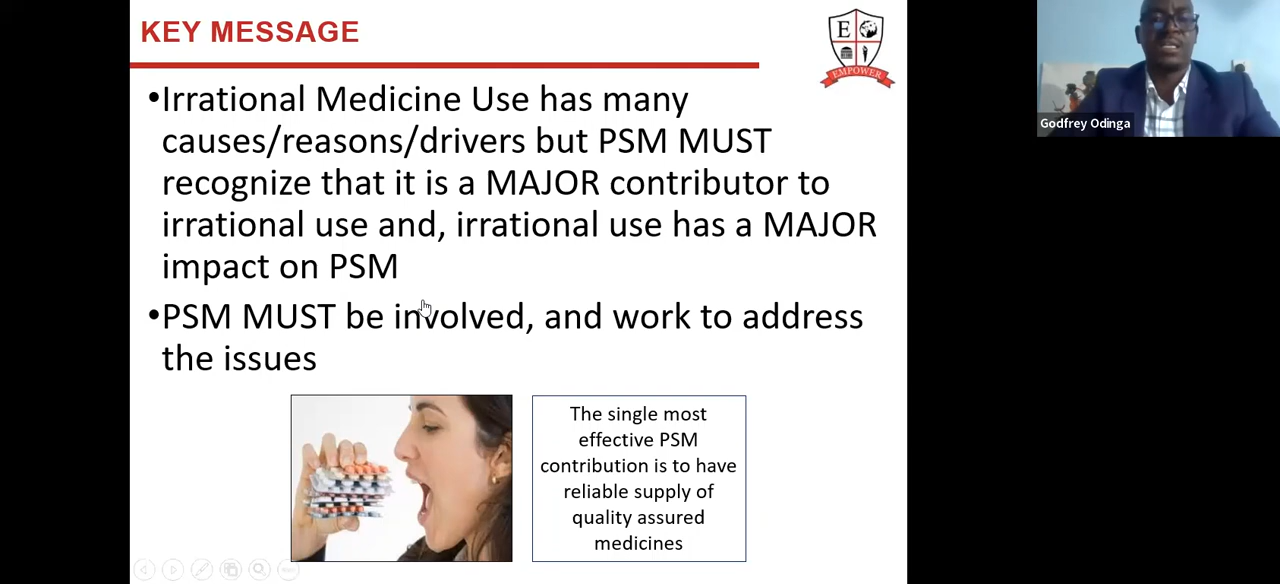 KEY MESSAGE
E
EMPOWER
•Irrational Medicine Use has many
causes/reasons/drivers but PSM MUST
recognize that it is a MAJOR contributor to
irrational use and, irrational use has a MAJOR
impact on PSM
•PSM MUST be involved, and work to address
the issues
The single most
effective PSM
contribution is to have
reliable supply of
quality assured
medicines
Godfrey Odinga